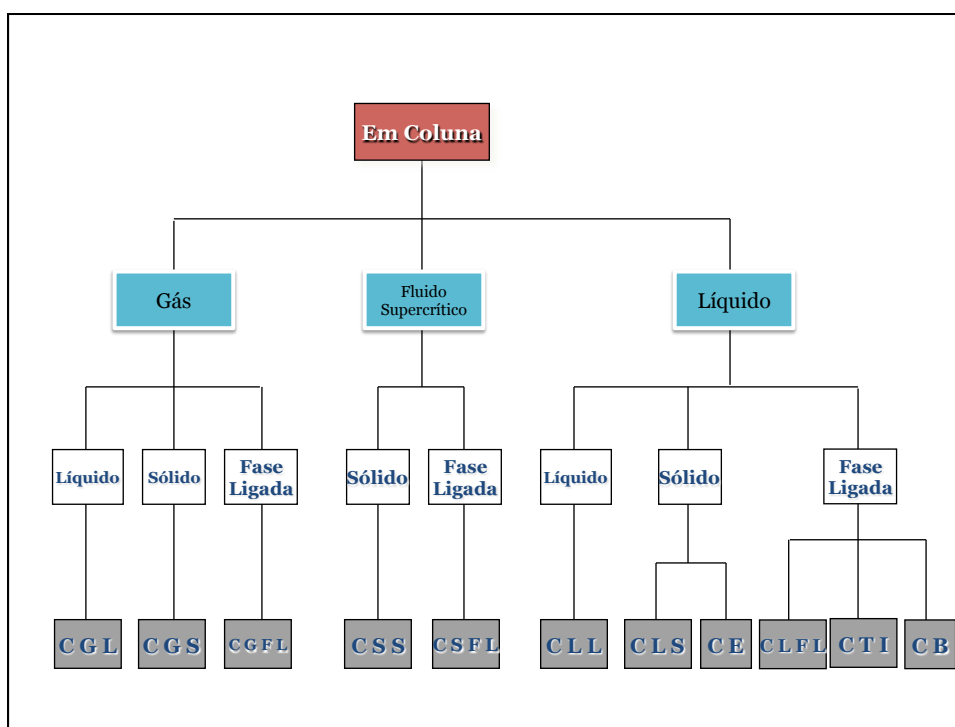 Em Coluna
Gás
Fluido
Supercrítico
Líquido
Líquido
Sólido
Fase
Ligada
Sólido
Fase
Ligada
Líquido
Sólido
Fase
Ligada
C G L
C G S
C G F L
C S S
C S F L
C L L
C L S
C E
C L F L
C T I
C B